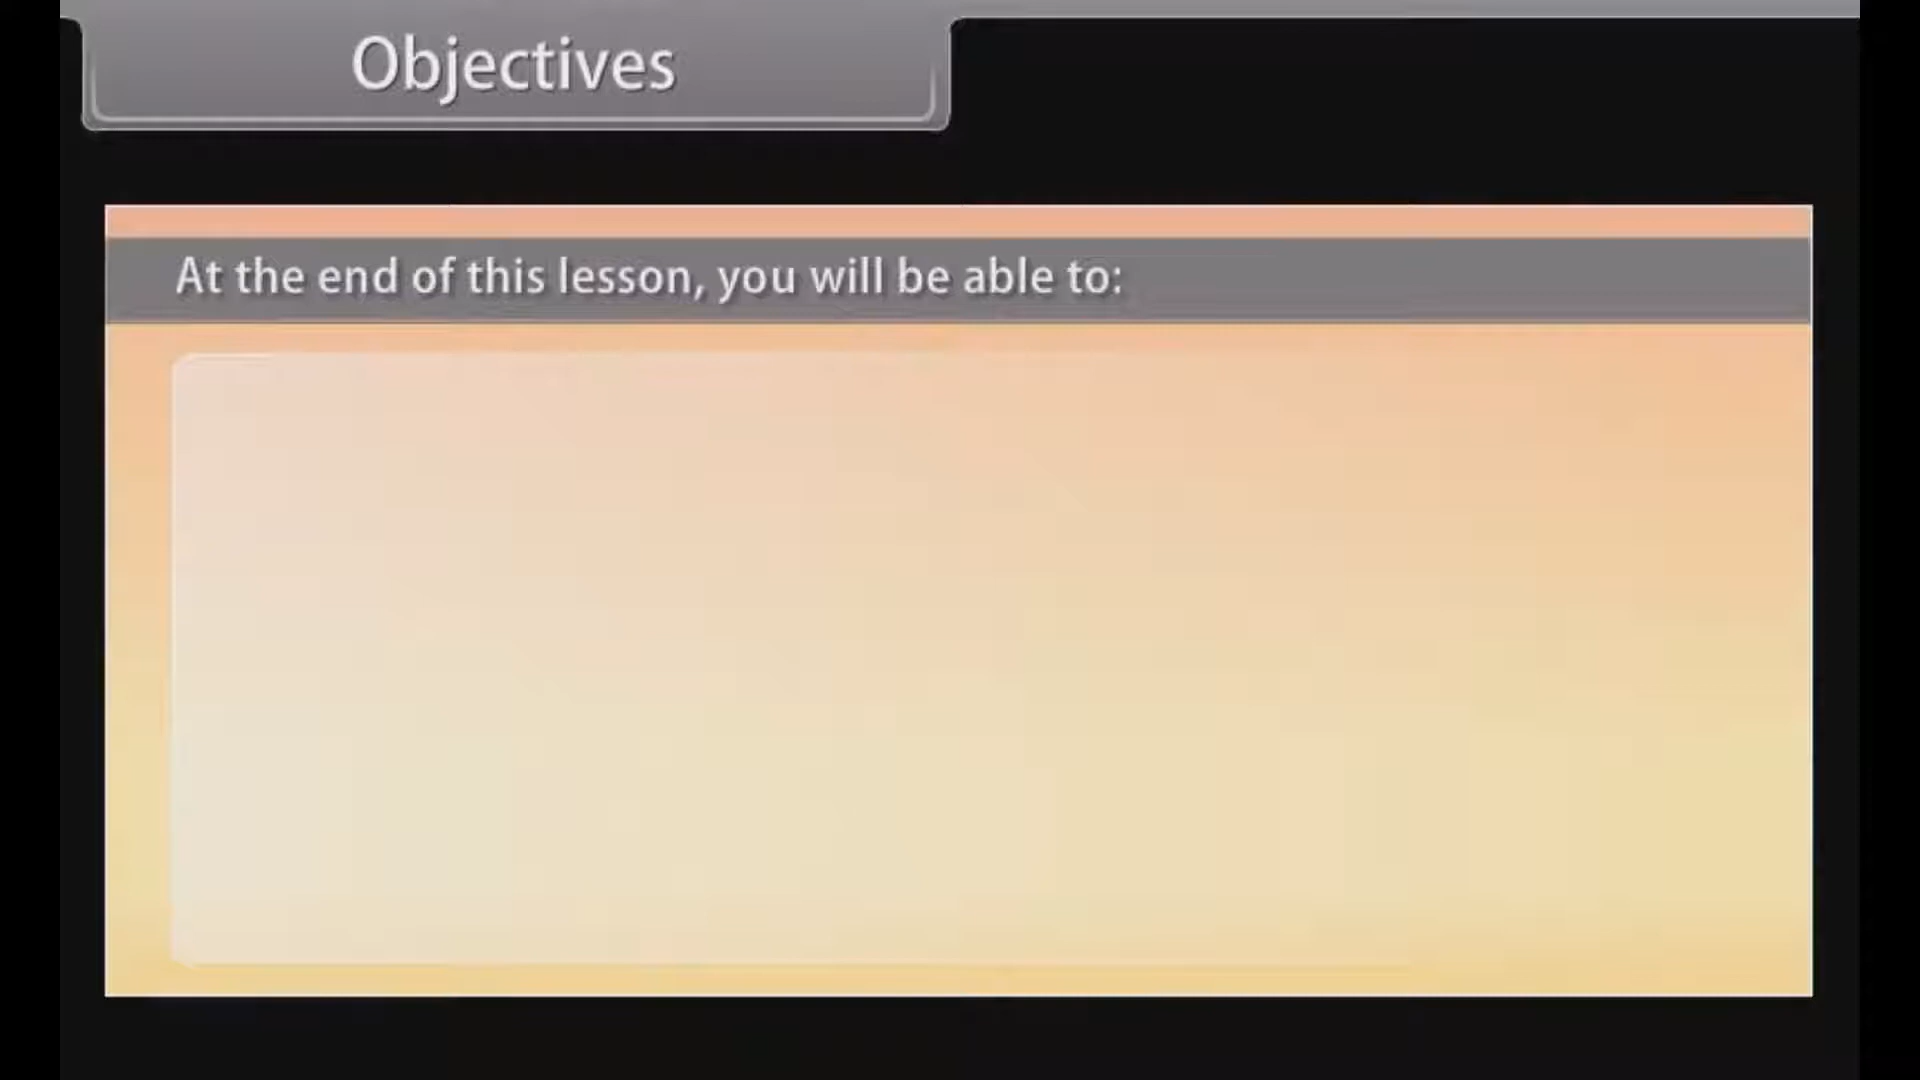 Objectives
At the end of this lesson, you will be able to: